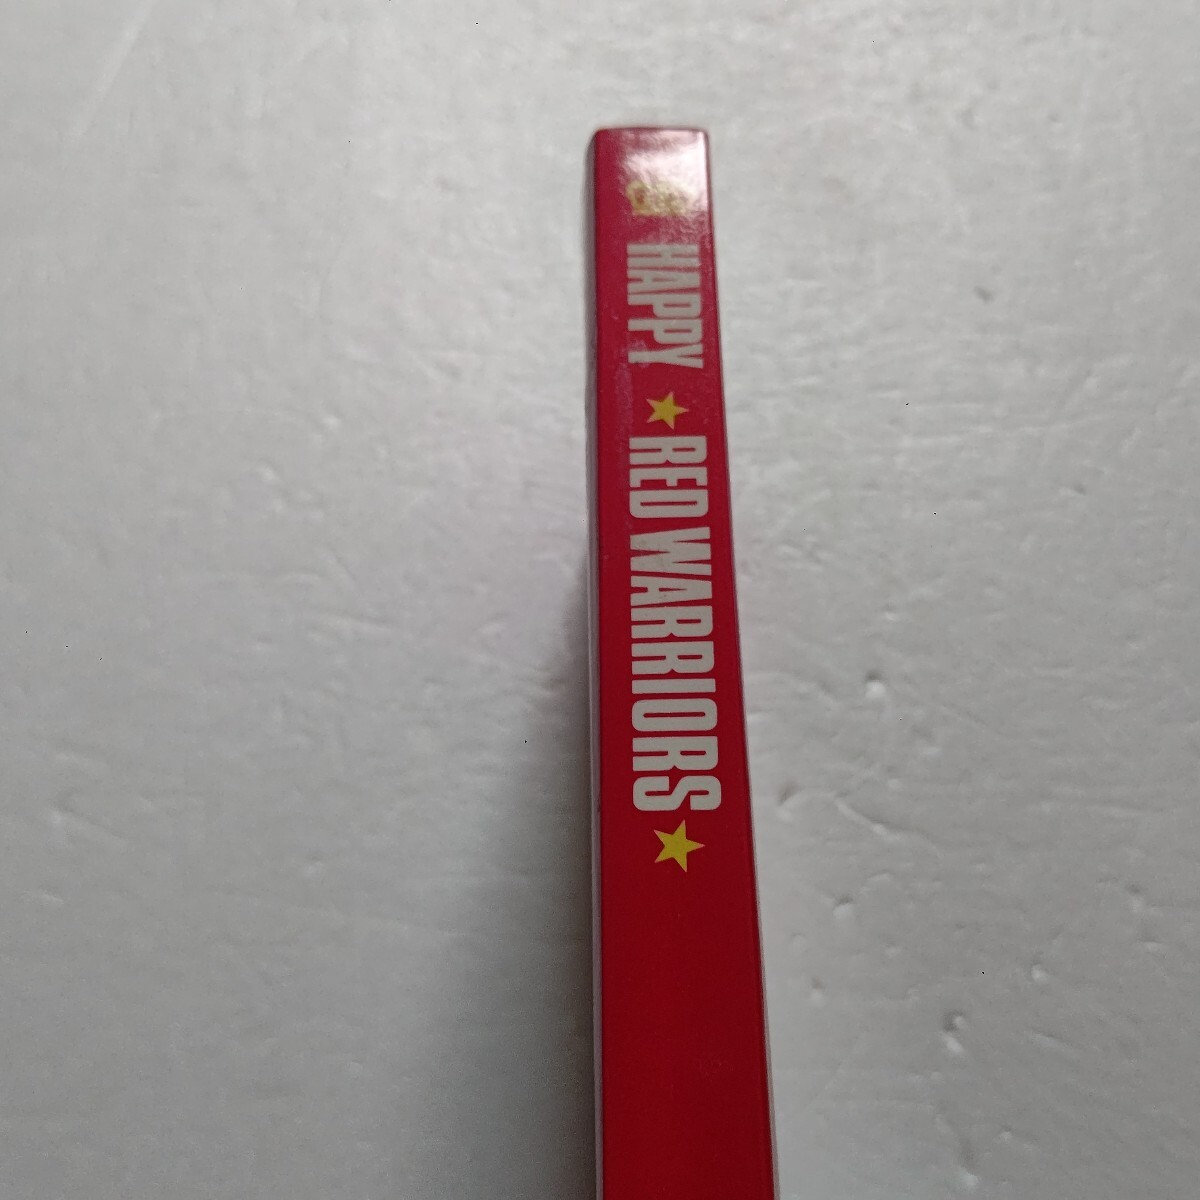 HAPPY ★ RED WARRIORS ★